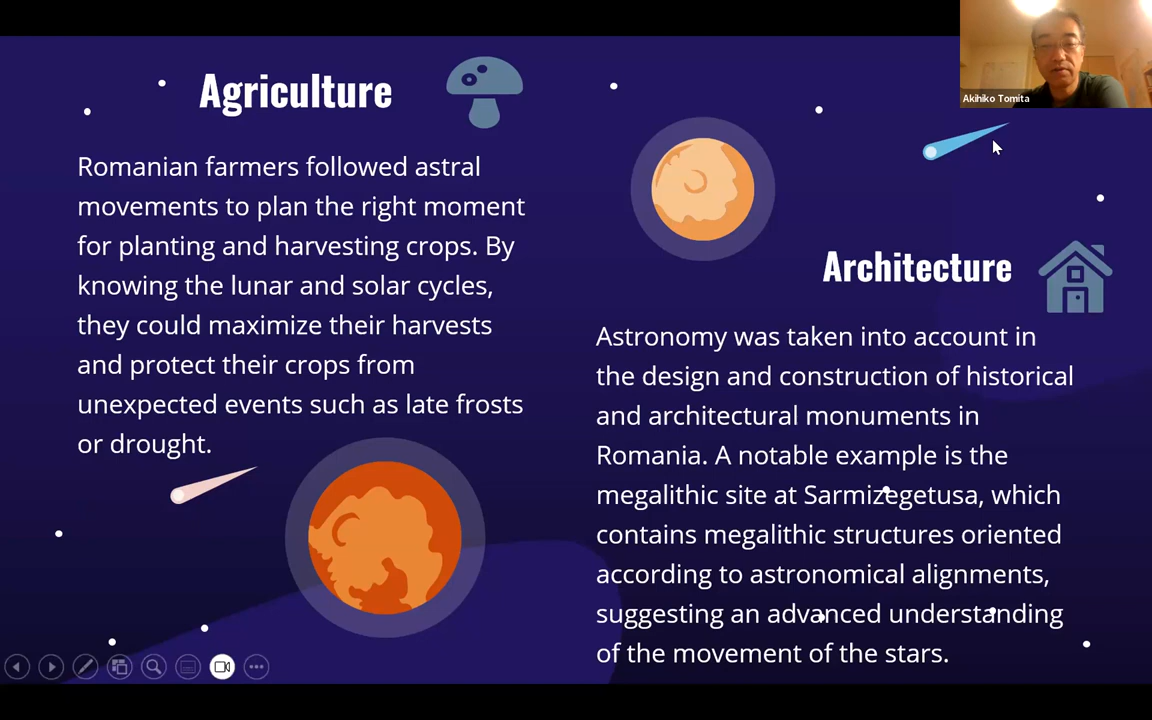 Agriculture
Romanian farmers followed astral
movements to plan the right moment
for planting and harvesting crops. By
knowing the lunar and solar cycles,
they could maximize their harvests
and protect their crops from
unexpected events such as late frosts
or drought.
Akihiko Tomita
Architecture
Astronomy was taken into account in
the design and construction of historical
and architectural monuments in
Romania. A notable example is the
megalithic site at Sarmizegetusa, which
contains megalithic structures oriented
according to astronomical alignments,
suggesting an advanced understanding
of the movement of the stars.